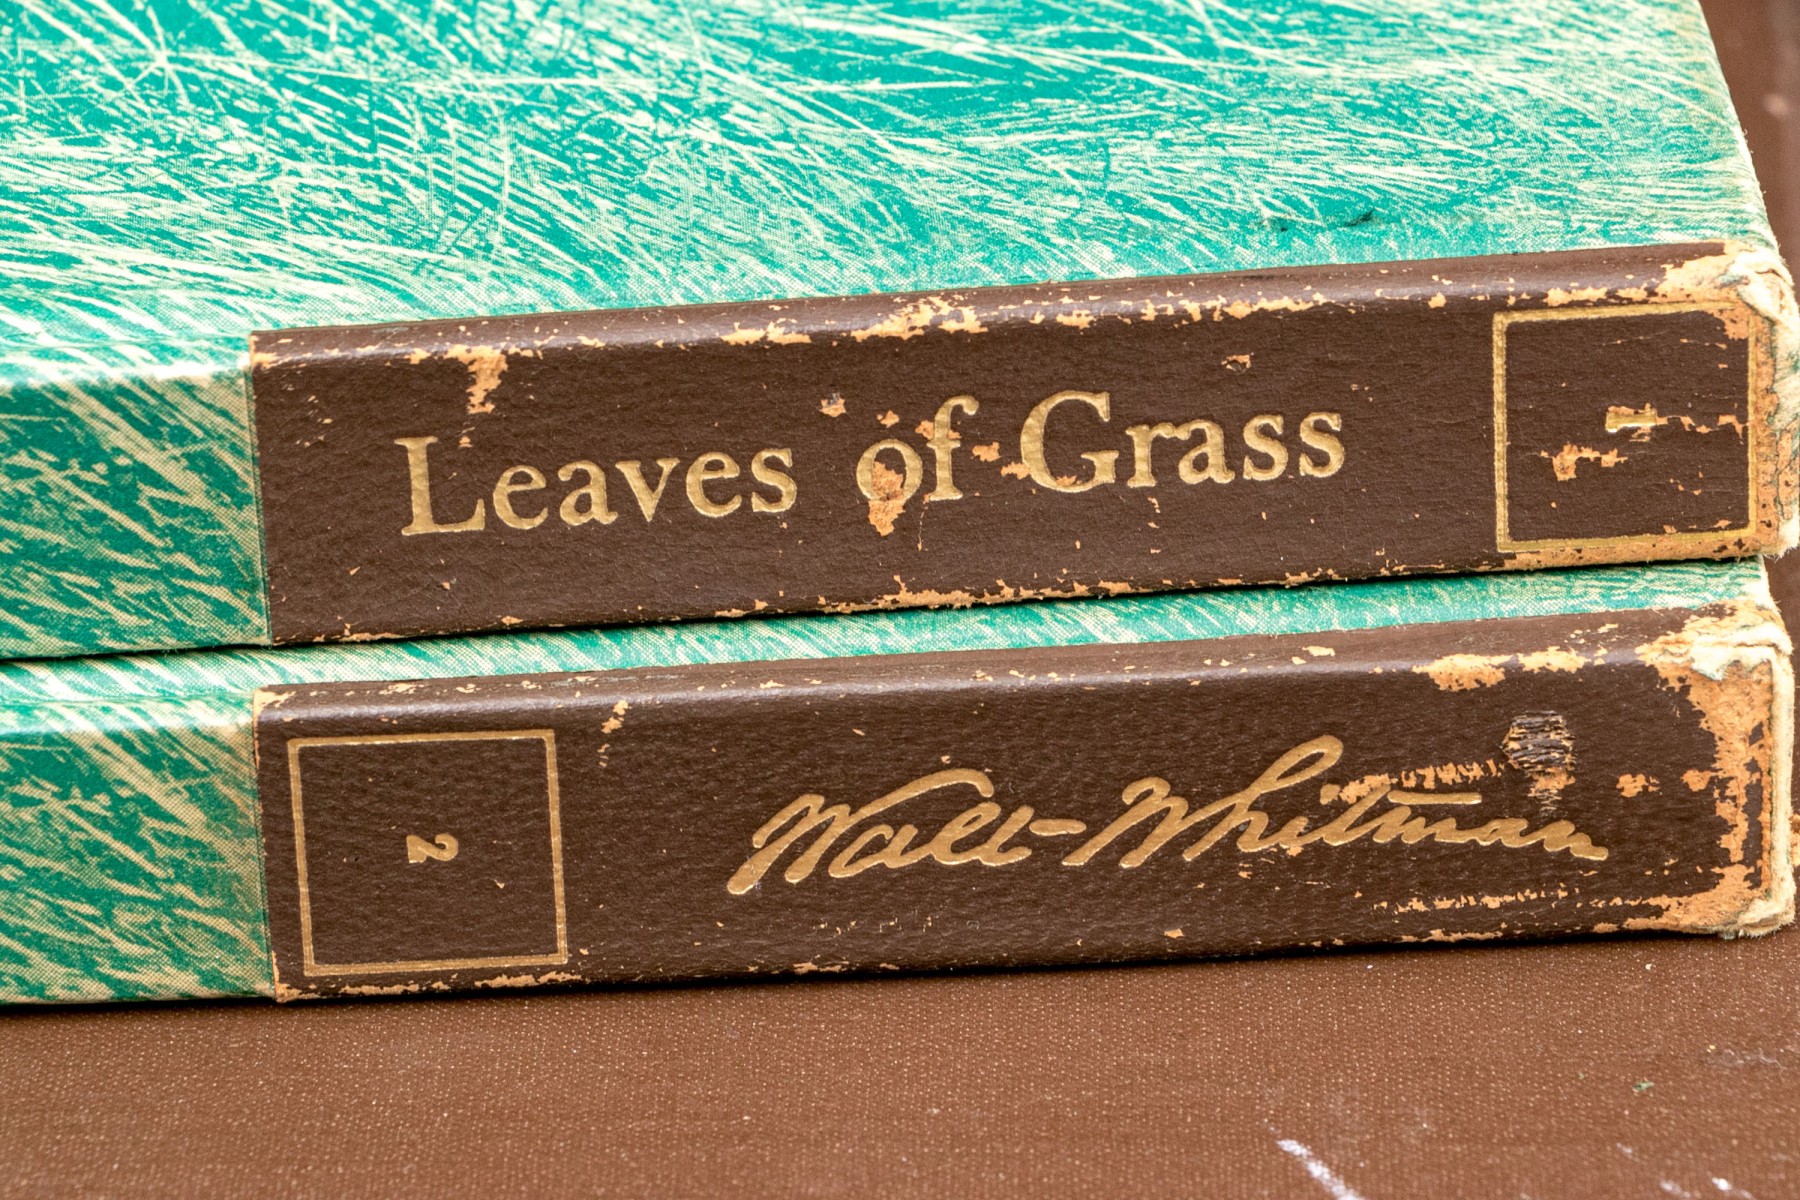 Leaves of Grass
1
2
Walt Whitman